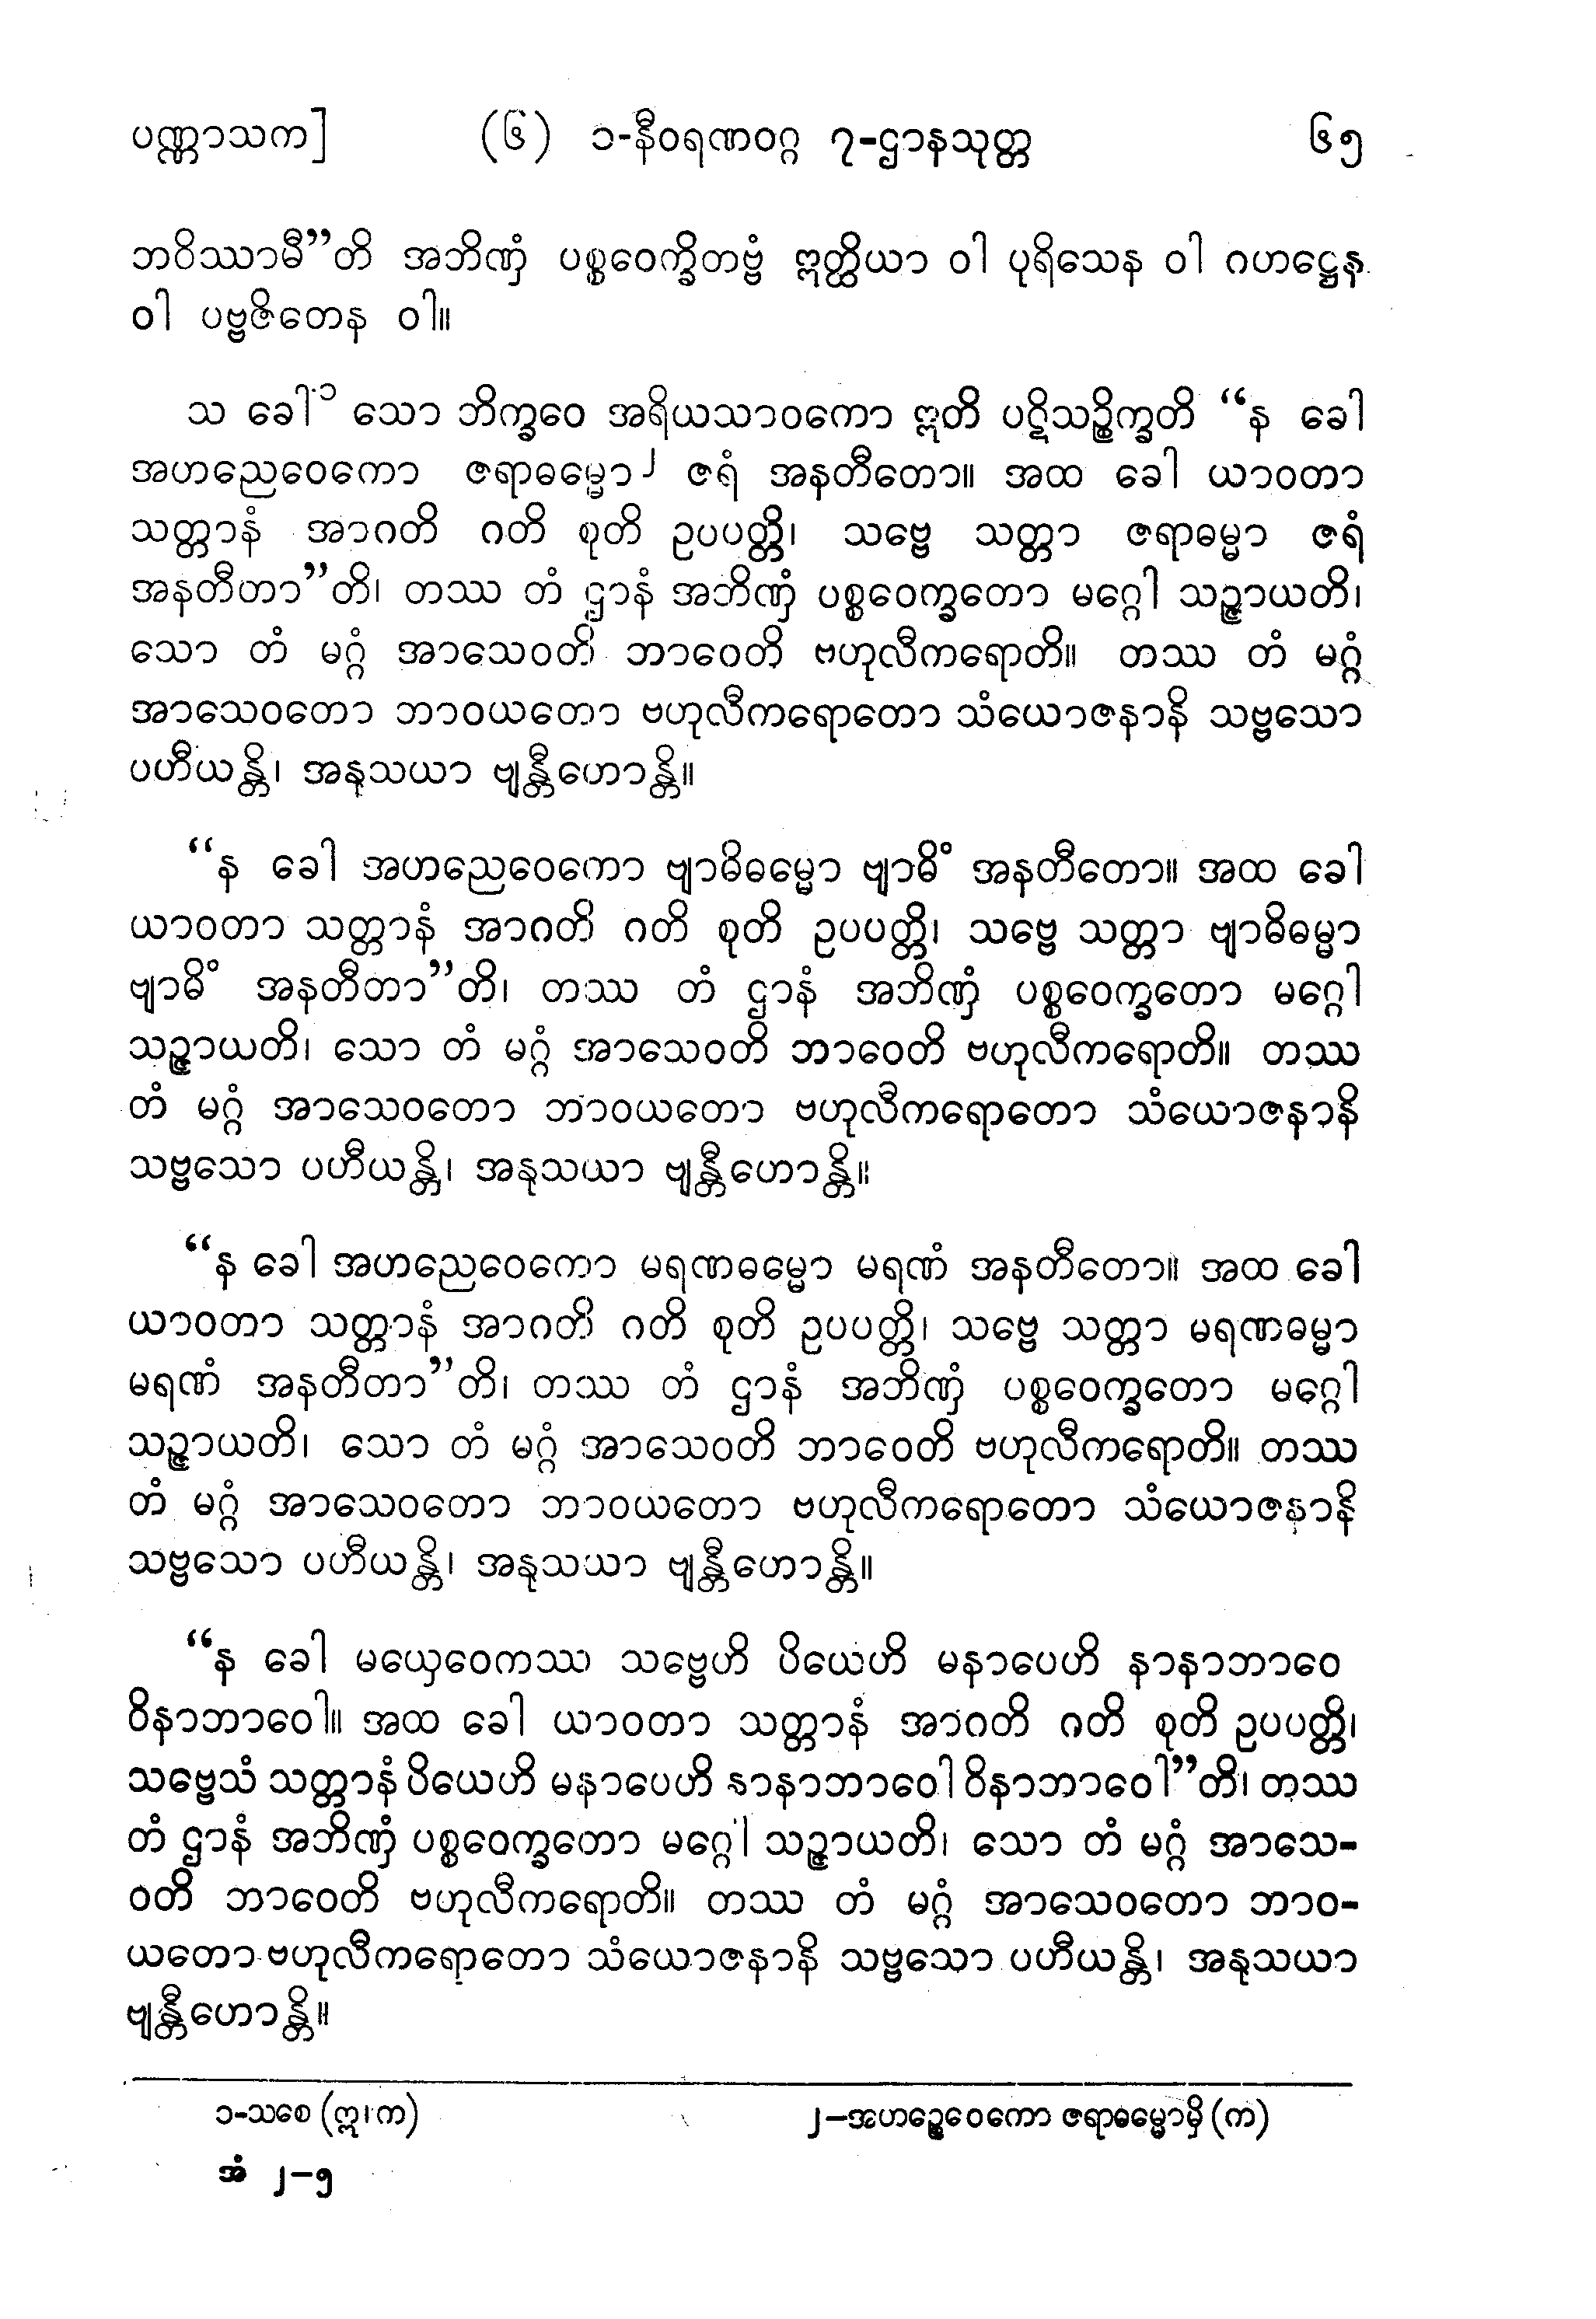 ပဏ္ဏာသက] (၆) ၁-နီဝရဏဝဂ္ဂ ၇-ဌာနသုတ္တ ၆၅
ဘဝိဿာမီ”တိ အဘိဏှံ ပစ္စဝေက္ခိတဗ္ဗံ ဣတ္ထိယာ ဝါ ပုရိသေန ဝါ ဂဟဋ္ဌေန
ဝါ ပဗ္ဗဇိတေန ဝါ။
သ ခေါ၁ သော ဘိက္ခဝေ အရိယသာဝကော ဣတိ ပဋိသဉ္စိက္ခတိ “န ခေါ
အဟညေဝေကော ဇရာဓမ္မော၂ ဇရံ အနတီတော။ အထ ခေါ ယာဝတာ
သတ္တာနံ အာဂတိ ဂတိ စုတိ ဥပပတ္တိ၊ သဗ္ဗေ သတ္တာ ဇရာဓမ္မာ ဇရံ
အနတီတာ”တိ၊ တဿ တံ ဌာနံ အဘိဏှံ ပစ္စဝေက္ခတော မဂ္ဂေါ သဉ္ဇာယတိ၊
သော တံ မဂ္ဂံ အာသေဝတိ ဘာဝေတိ ဗဟုလီကရောတိ။ တဿ တံ မဂ္ဂံ
အာသေဝတော ဘာဝယတော ဗဟုလီကရောတော သံယောဇနာနိ သဗ္ဗသော
ပဟီယန္တိ၊ အနုသယာ ဗျန္တီဟောန္တိ။
“န ခေါ အဟညေဝေကော ဗျာဓိဓမ္မော ဗျာဓိံ အနတီတော။ အထ ခေါ
ယာဝတာ သတ္တာနံ အာဂတိ ဂတိ စုတိ ဥပပတ္တိ၊ သဗ္ဗေ သတ္တာ ဗျာဓိဓမ္မာ
ဗျာဓိံ အနတီတာ”တိ၊ တဿ တံ ဌာနံ အဘိဏှံ ပစ္စဝေက္ခတော မဂ္ဂေါ
သဉ္ဇာယတိ၊ သော တံ မဂ္ဂံ အာသေဝတိ ဘာဝေတိ ဗဟုလီကရောတိ။ တဿ
တံ မဂ္ဂံ အာသေဝတော ဘာဝယတော ဗဟုလီကရောတော သံယောဇနာနိ
သဗ္ဗသော ပဟီယန္တိ၊ အနုသယာ ဗျန္တီဟောန္တိ။
“န ခေါ အဟညေဝေကော မရဏဓမ္မော မရဏံ အနတီတော။ အထ ခေါ
ယာဝတာ သတ္တာနံ အာဂတိ ဂတိ စုတိ ဥပပတ္တိ၊ သဗ္ဗေ သတ္တာ မရဏဓမ္မာ
မရဏံ အနတီတာ”တိ၊ တဿ တံ ဌာနံ အဘိဏှံ ပစ္စဝေက္ခတော မဂ္ဂေါ
သဉ္ဇာယတိ၊ သော တံ မဂ္ဂံ အာသေဝတိ ဘာဝေတိ ဗဟုလီကရောတိ။ တဿ
တံ မဂ္ဂံ အာသေဝတော ဘာဝယတော ဗဟုလီကရောတော သံယောဇနာနိ
သဗ္ဗသော ပဟီယန္တိ၊ အနုသယာ ဗျန္တီဟောန္တိ။
“န ခေါ မယှေဝေကဿ သဗ္ဗေဟိ ပိယေဟိ မနာပေဟိ နာနာဘာဝေ
ဝိနာဘာဝေါ။ အထ ခေါ ယာဝတာ သတ္တာနံ အာဂတိ ဂတိ စုတိ ဥပပတ္တိ၊
သဗ္ဗေသံ သတ္တာနံ ပိယေဟိ မနာပေဟိ နာနာဘာဝေါ ဝိနာဘာဝေါ”တိ၊ တဿ
တံ ဌာနံ အဘိဏှံ ပစ္စဝေက္ခတော မဂ္ဂေါ သဉ္ဇာယတိ၊ သော တံ မဂ္ဂံ အာသေ-
ဝတိ ဘာဝေတိ ဗဟုလီကရောတိ။ တဿ တံ မဂ္ဂံ အာသေဝတော ဘာဝ-
ယတော ဗဟုလီကရောတော သံယောဇနာနိ သဗ္ဗသော ပဟီယန္တိ၊ အနုသယာ
ဗျန္တီဟောန္တိ။
၁-သစေ (ဣ၊က) ၂-အဟဉ္စေဝေကော ဇရာဓမ္မောမှိ (က)
အံ ၂-၅